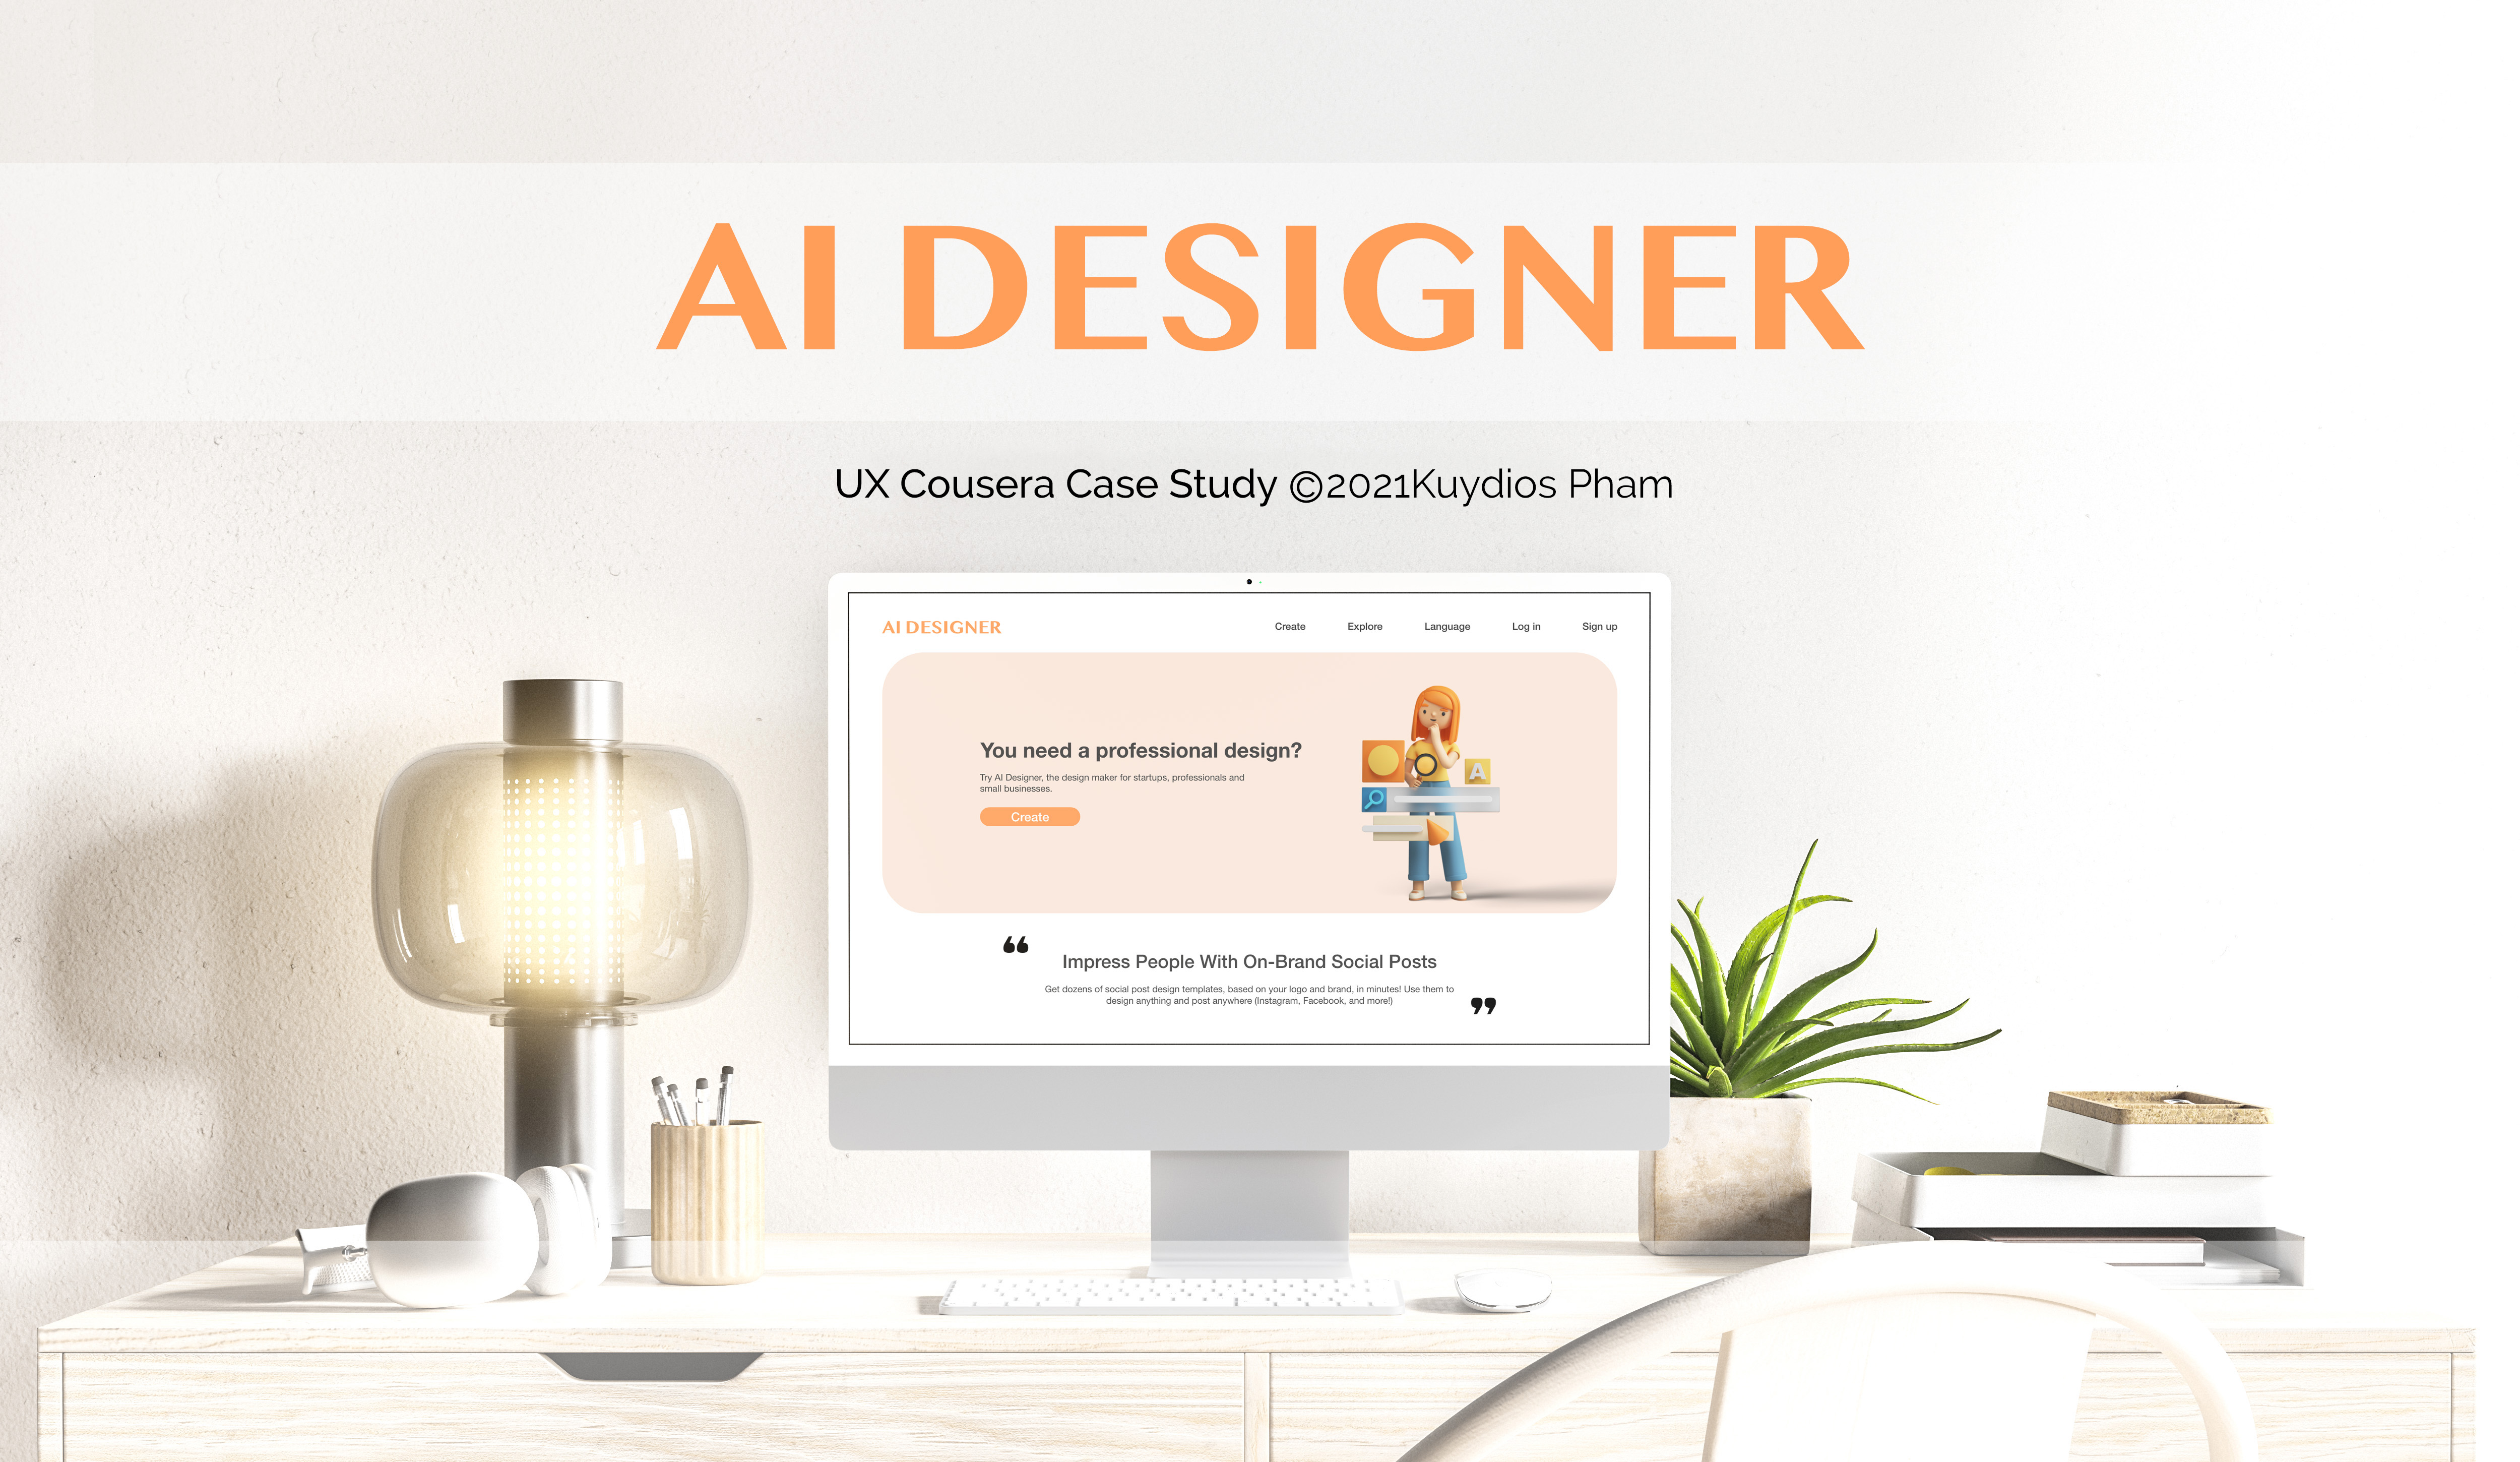 AI DESIGNER
UX Cousera Case Study ©2021Kuydios Pham
AI DESIGNER
Create Explore Language Log in Sign up
You need a professional design?
Try AI Designer, the design maker for startups, professionals and
small businesses.
Create
A
“
Impress People With On-Brand Social Posts
Get dozens of social post design templates, based on your logo and brand, in minutes! Use them to
design anything and post anywhere (Instagram, Facebook, and more!)
”